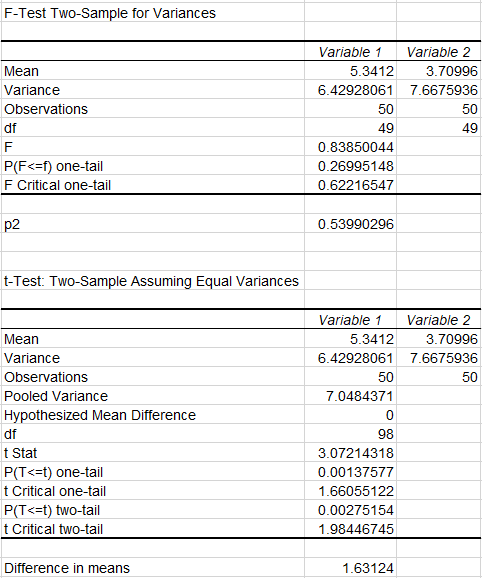 F-Test Two-Sample for Variances
Variable 1 Variable 2
Mean 5.3412 3.70996
Variance 6.42928061 7.6675936
Observations 50 50
df 49 49
F 0.83850044
P(F<=f) one-tail 0.26995148
F Critical one-tail 0.62216547
p2 0.53990296
t-Test: Two-Sample Assuming Equal Variances
Variable 1 Variable 2
Mean 5.3412 3.70996
Variance 6.42928061 7.6675936
Observations 50 50
Pooled Variance 7.0484371
Hypothesized Mean Difference 0
df 98
t Stat 3.07214318
P(T<=t) one-tail 0.00137577
t Critical one-tail 1.66055122
P(T<=t) two-tail 0.00275154
t Critical two-tail 1.98446745
Difference in means 1.63124